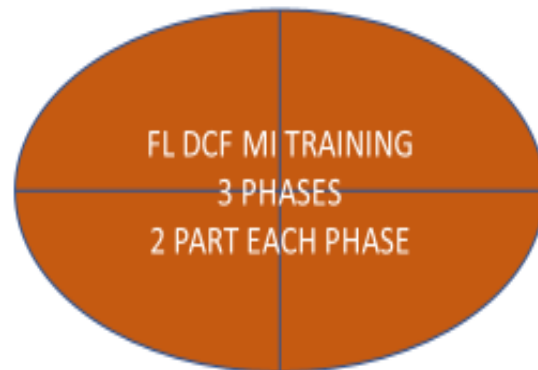 FL DCF MI TRAINING
3 PHASES
2 PART EACH PHASE